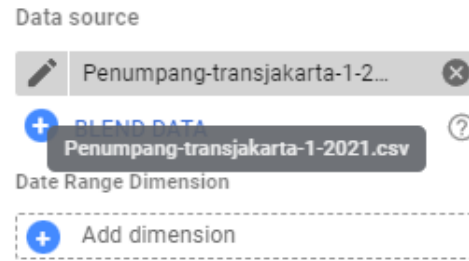 Data source
Penumpang-transjakarta-1-2...
BLEND DATA
Penumpang-transjakarta-1-2021.csv
Date Range Dimension
Add dimension